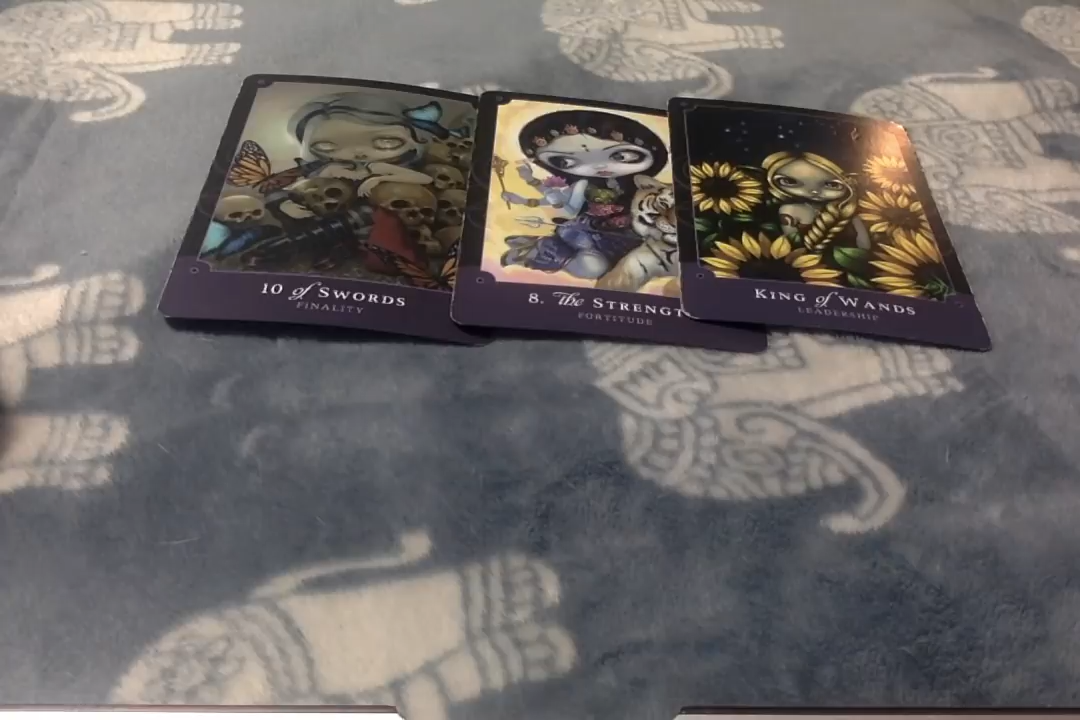 10 of Swords
Finality
8. The Strengt
Fortitude
King of Wands
Leadership